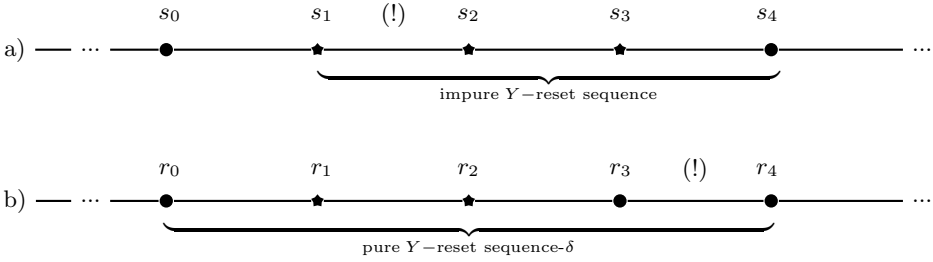 s₀ s₁ (!) s₂ s₃ s₄
a) ... ...
impure Y−reset sequence
r₀ r₁ r₂ r₃ (!) r₄
b) ... ...
pure Y−reset sequence-δ